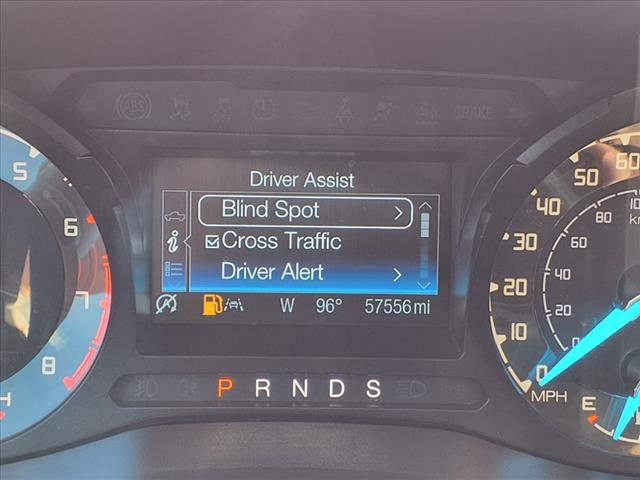 ABS BRAKE
Driver Assist
Blind Spot
Cross Traffic
Driver Alert
W 96° 57556 mi
P R N D S
5
6
7
8
H
60
50
40
30
20
10
0
MPH
80
60
40
20
0
E